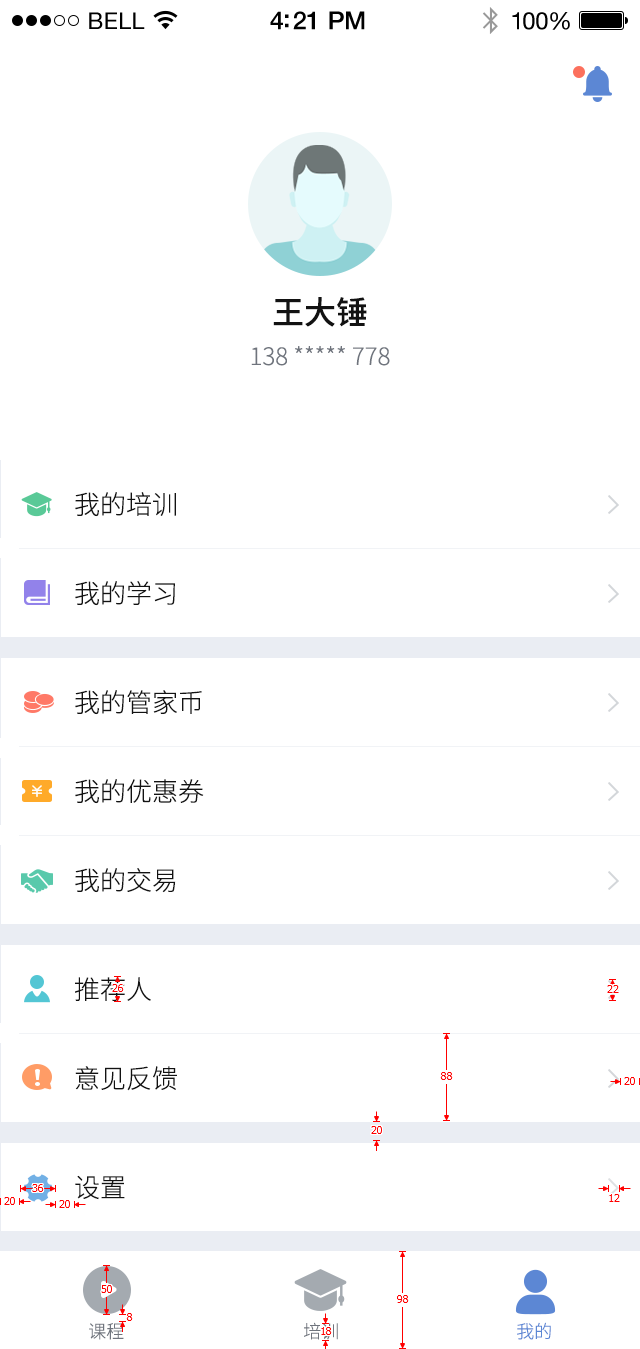 BELL 4:21 PM 100%
王大锤
138 ***** 778
我的培训
我的学习
我的管家币
¥ 我的优惠券
我的交易
推荐人
26
22
意见反馈
88
20
20
设置
36
20
20
12
50
8
98
18
课程 培训 我的